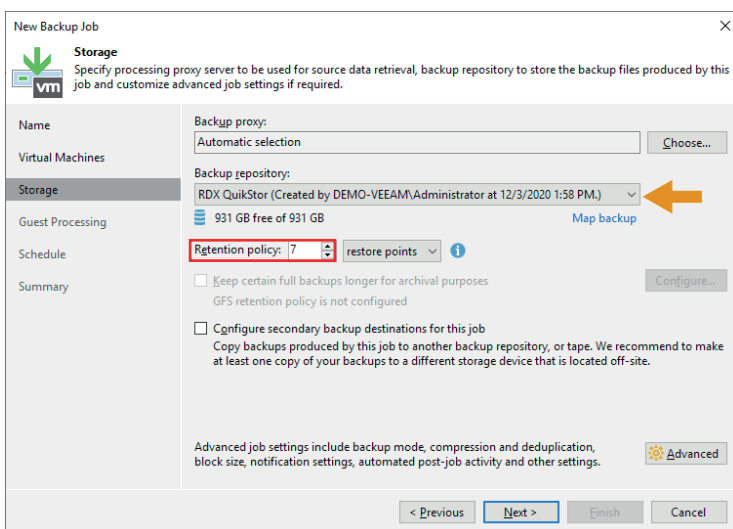 New Backup Job
Storage
Specify processing proxy server to be used for source data retrieval, backup repository to store the backup files produced by this
job and customize advanced job settings if required.
vm
Name
Virtual Machines
Storage
Guest Processing
Schedule
Summary
Backup proxy:
Automatic selection
Choose...
Backup repository:
RDX QuikStor (Created by DEMO-VEEAM\Administrator at 12/3/2020 1:58 PM.)
931 GB free of 931 GB
Map backup
Retention policy: 7 restore points
Keep certain full backups longer for archival purposes
Configure...
GFS retention policy is not configured
Configure secondary backup destinations for this job
Copy backups produced by this job to another backup repository, or tape. We recommend to make
at least one copy of your backups to a different storage device that is located off-site.
Advanced job settings include backup mode, compression and deduplication,
block size, notification settings, automated post-job activity and other settings.
Advanced
< Previous
Next >
Finish
Cancel